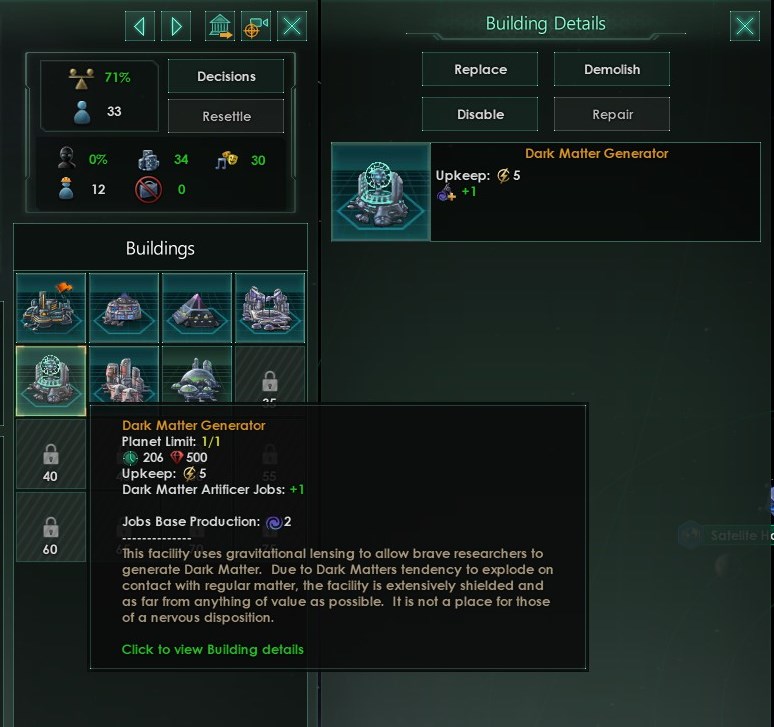 Building Details
71%
33
Decisions
Resettle
Replace
Demolish
Disable
Repair
0%
34
30
12
0
Dark Matter Generator
Upkeep: 5
+1
Buildings
40
60
Dark Matter Generator
Planet Limit: 1/1
206 500
Upkeep: 5
Dark Matter Artificer Jobs: +1
Jobs Base Production: 2
--------------
This facility uses gravitational lensing to allow brave researchers to
generate Dark Matter. Due to Dark Matters tendency to explode on
contact with regular matter, the facility is extensively shielded and
as far from anything of value as possible. It is not a place for those
of a nervous disposition.
Click to view Building details
Satellite